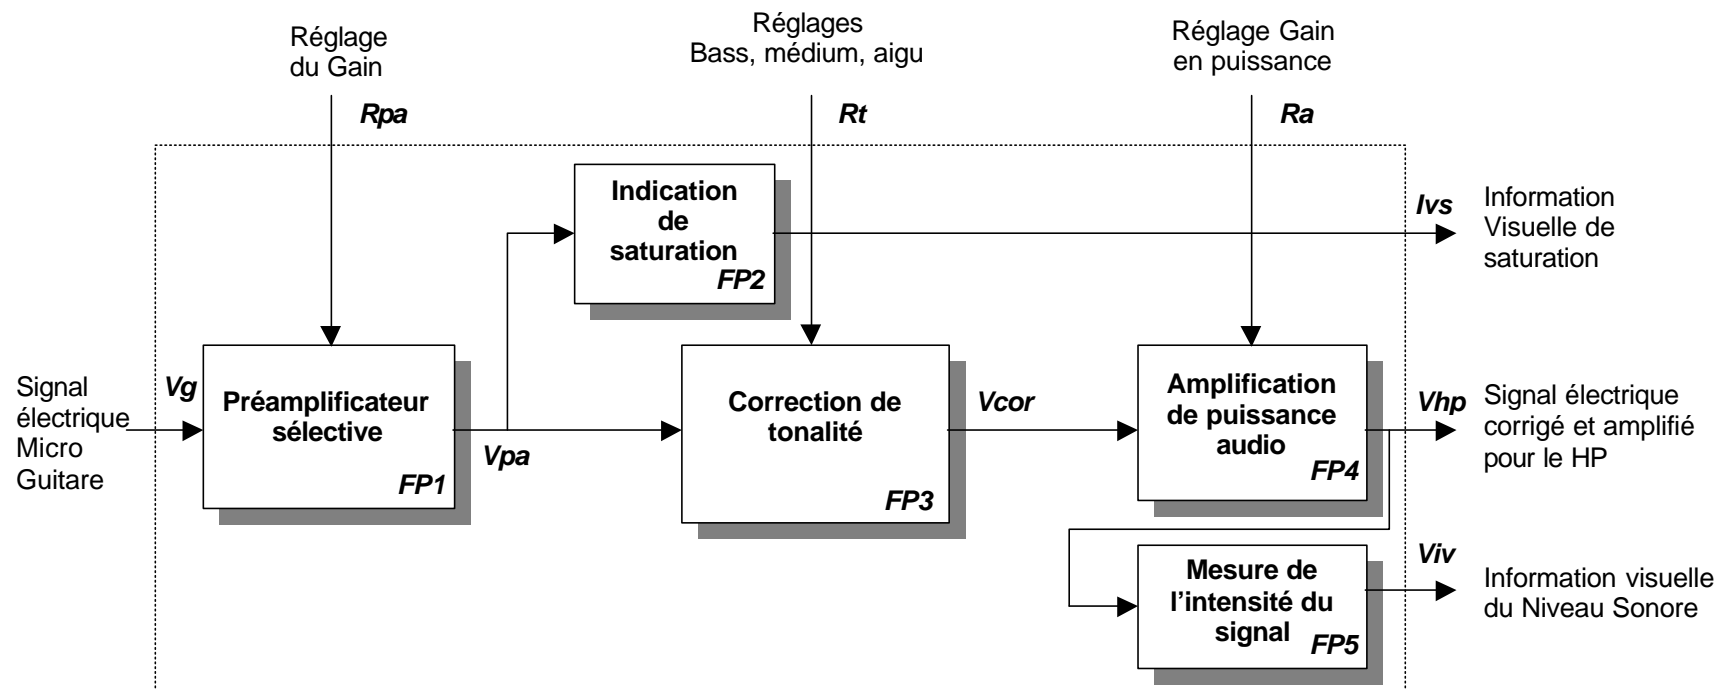 Réglage
du Gain
Réglages
Bass, médium, aigu
Réglage Gain
en puissance
Rpa
Rt
Ra
Indication
de
saturation
FP2
Ivs
Information
Visuelle de
saturation
Signal
électrique
Micro
Guitare
Vg
Préamplificateur
sélective
FP1
Vpa
Correction de
tonalité
FP3
Vcor
Amplification
de puissance
audio
FP4
Vhp
Signal électrique
corrigé et amplifié
pour le HP
Mesure de
l'intensité du
signal
FP5
Viv
Information visuelle
du Niveau Sonore